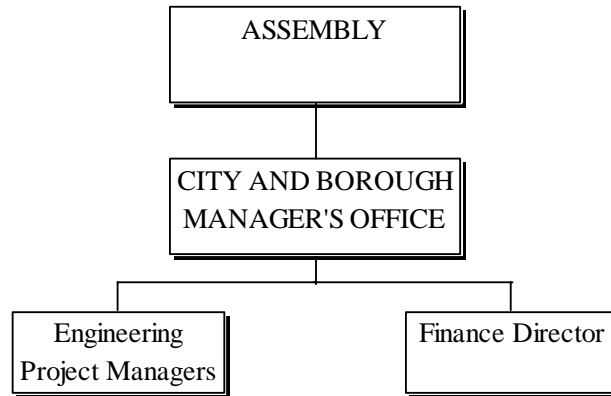 ASSEMBLY
CITY AND BOROUGH
MANAGER'S OFFICE
Engineering
Project Managers
Finance Director